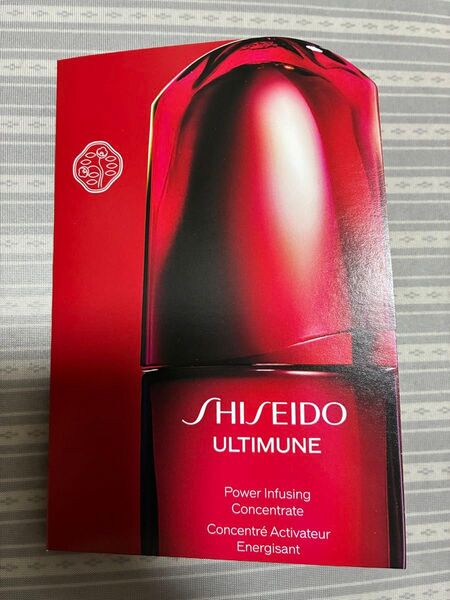 SHISEIDO
ULTIMUNE
Power Infusing
Concentrate
Concentré Activateur
Energisant